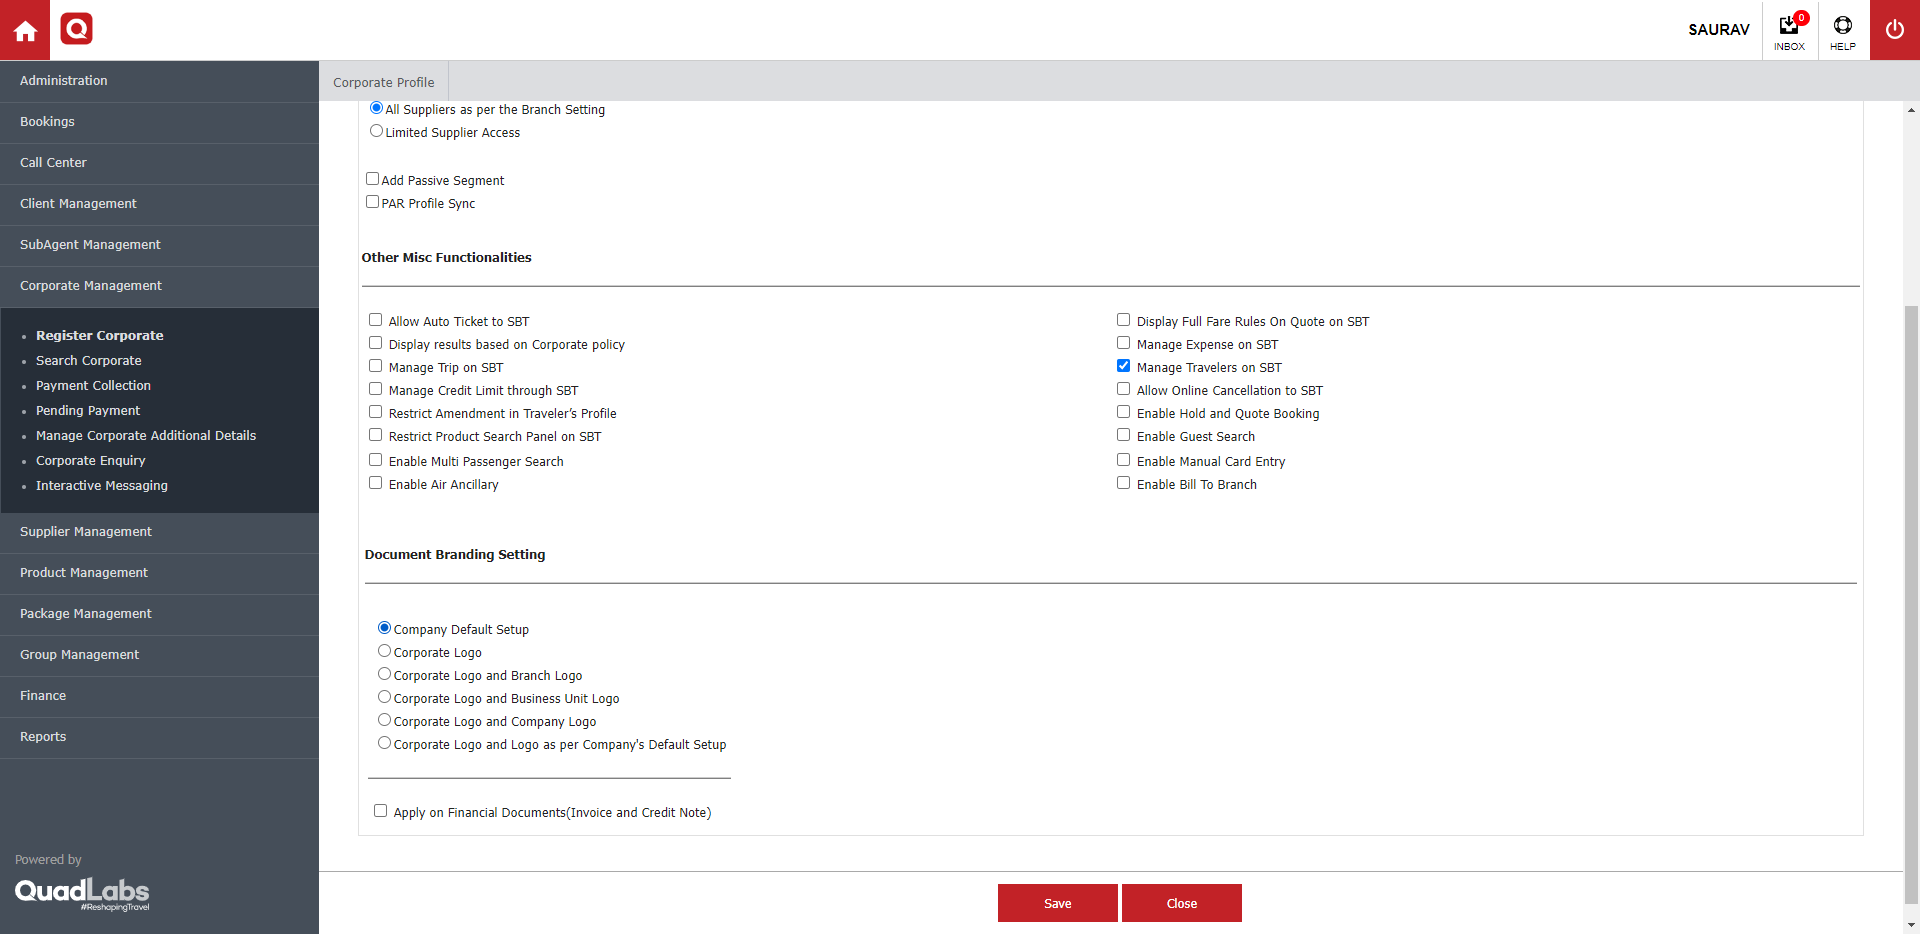 SAURAV
0
INBOX
HELP
Administration
Bookings
Call Center
Client Management
SubAgent Management
Corporate Management
Register Corporate
Search Corporate
Payment Collection
Pending Payment
Manage Corporate Additional Details
Corporate Enquiry
Interactive Messaging
Supplier Management
Product Management
Package Management
Group Management
Finance
Reports
Powered by
QuadLabs
#ReshapingTravel
Corporate Profile
All Suppliers as per the Branch Setting
Limited Supplier Access
Add Passive Segment
PAR Profile Sync
Other Misc Functionalities
Allow Auto Ticket to SBT
Display Full Fare Rules On Quote on SBT
Display results based on Corporate policy
Manage Expense on SBT
Manage Trip on SBT
Manage Travelers on SBT
Manage Credit Limit through SBT
Allow Online Cancellation to SBT
Restrict Amendment in Traveler’s Profile
Enable Hold and Quote Booking
Restrict Product Search Panel on SBT
Enable Guest Search
Enable Multi Passenger Search
Enable Manual Card Entry
Enable Air Ancillary
Enable Bill To Branch
Document Branding Setting
Company Default Setup
Corporate Logo
Corporate Logo and Branch Logo
Corporate Logo and Business Unit Logo
Corporate Logo and Company Logo
Corporate Logo and Logo as per Company's Default Setup
Apply on Financial Documents(Invoice and Credit Note)
Save
Close